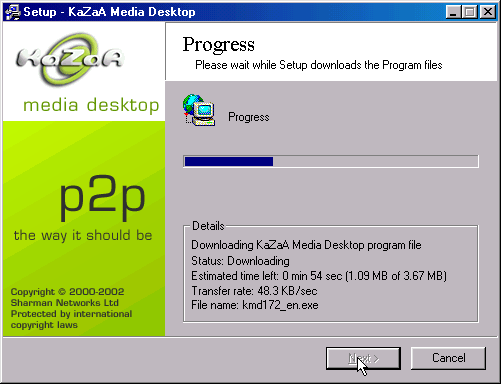 Setup - KaZaA Media Desktop
KaZaA
media desktop
p2p
the way it should be
Copyright © 2000-2002
Sharman Networks Ltd
Protected by international
copyright laws
Progress
Please wait while Setup downloads the Program files
Progress
Details
Downloading KaZaA Media Desktop program file
Status: Downloading
Estimated time left: 0 min 54 sec (1.09 MB of 3.67 MB)
Transfer rate: 48.3 KB/sec
File name: kmd172_en.exe
Next >
Cancel